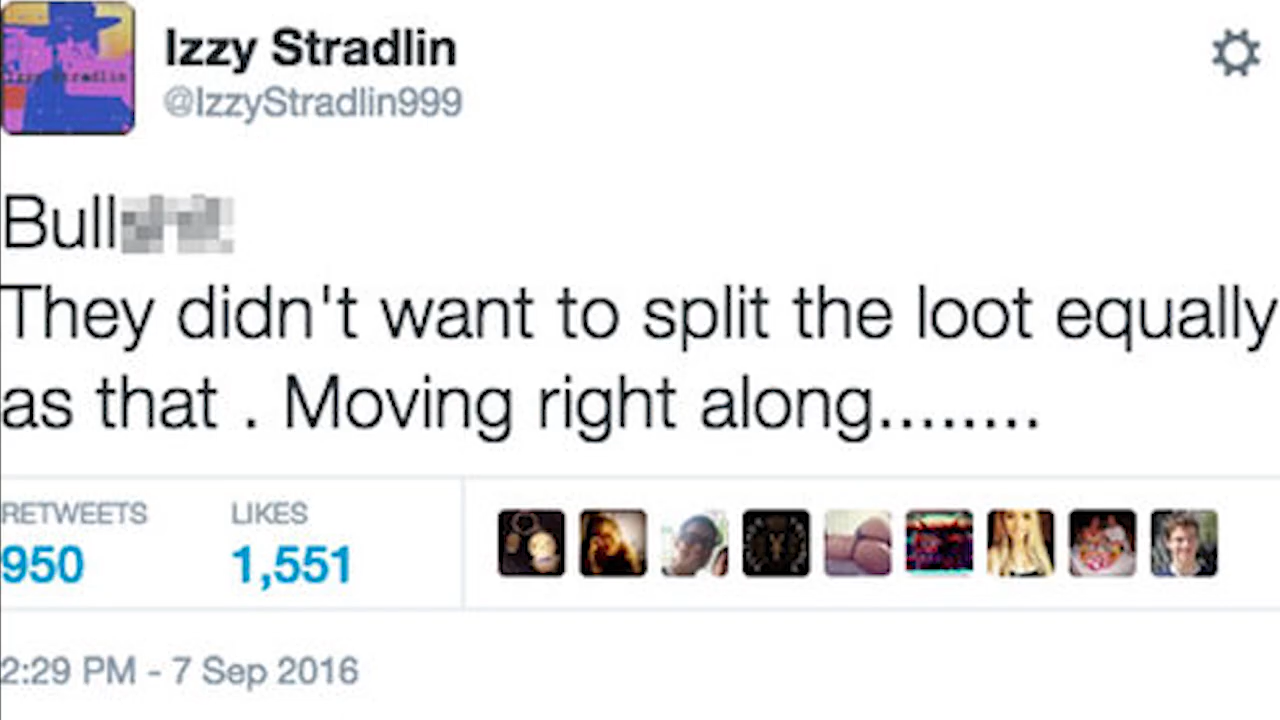 Izzy Stradlin
@IzzyStradlin999
Bull
They didn't want to split the loot equally
as that . Moving right along........
RETWEETS LIKES
950 1,551
2:29 PM - 7 Sep 2016